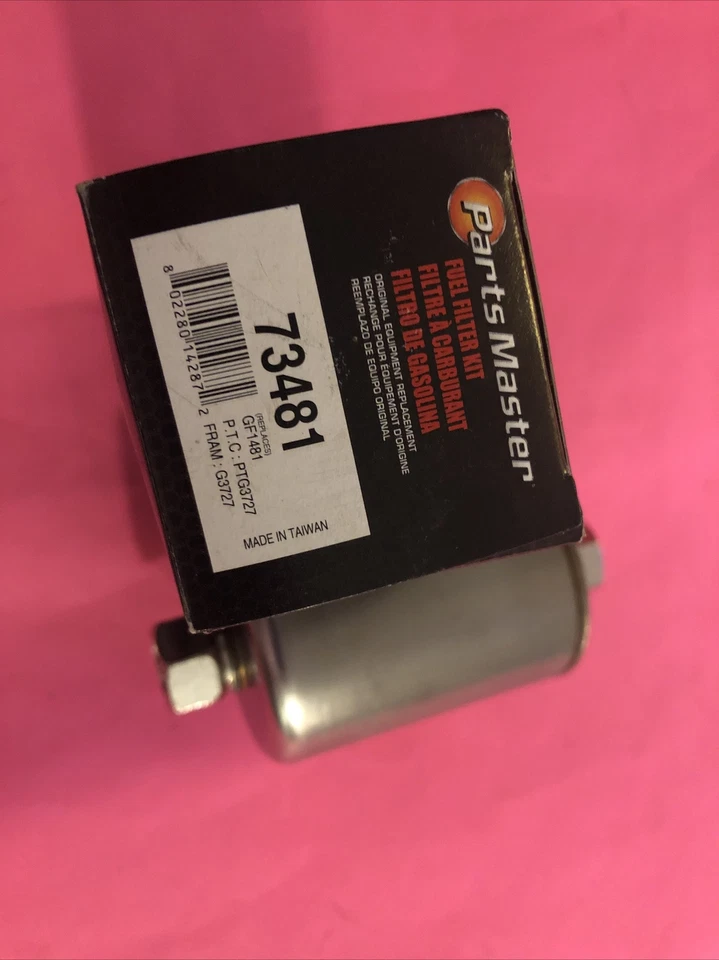 Parts Master
FUEL FILTER KIT
FILTRE À CARBURANT
FILTRO DE GASOLINA
ORIGINAL EQUIPMENT REPLACEMENT
RECHANGE POUR ÉQUIPEMENT D'ORIGINE
REEMPLAZO DE EQUIPO ORIGINAL
73481
(REPLACES)
GF1481
P.T.C : PTG3727
FRAM : G3727
8 02280 14287 2
MADE IN TAIWAN